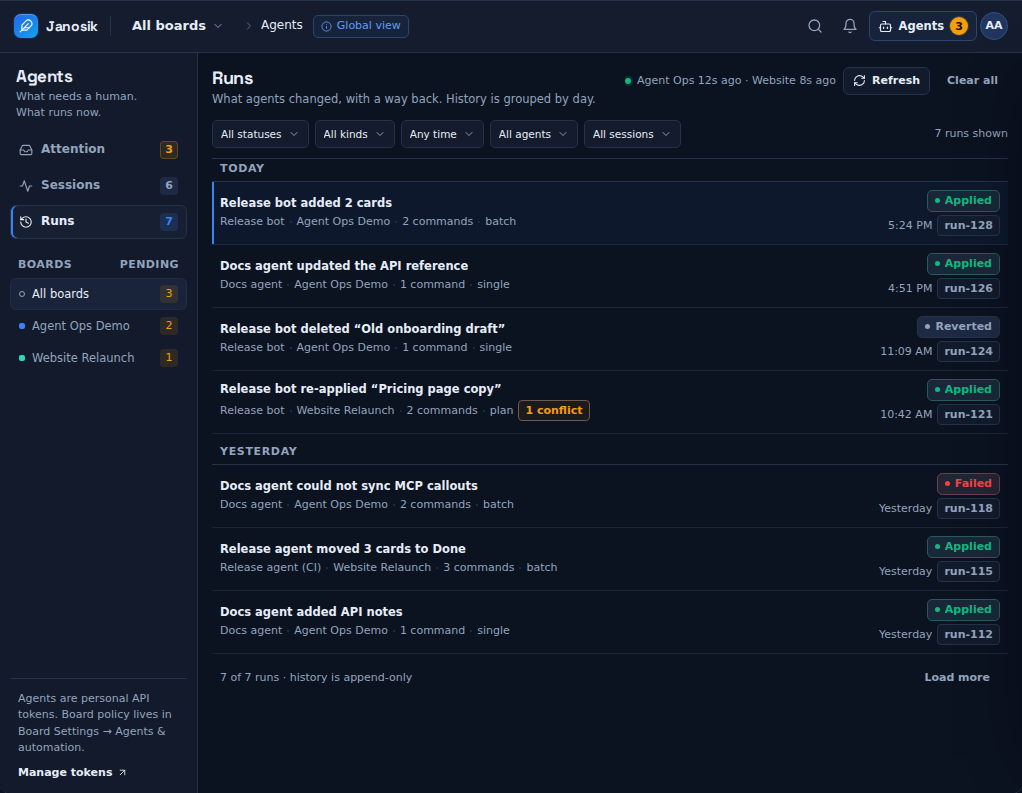 Janosik
All boards
Agents
Global view
Agents 3
AA
Agents
What needs a human.
What runs now.
Attention 3
Sessions 6
Runs 7
BOARDS PENDING
All boards 3
Agent Ops Demo 2
Website Relaunch 1
Agents are personal API
tokens. Board policy lives in
Board Settings → Agents &
automation.
Manage tokens ↗
Runs
What agents changed, with a way back. History is grouped by day.
Agent Ops 12s ago · Website 8s ago
Refresh
Clear all
All statuses
All kinds
Any time
All agents
All sessions
7 runs shown
TODAY
Release bot added 2 cards
Release bot · Agent Ops Demo · 2 commands · batch
Applied
5:24 PM run-128
Docs agent updated the API reference
Docs agent · Agent Ops Demo · 1 command · single
Applied
4:51 PM run-126
Release bot deleted “Old onboarding draft”
Release bot · Agent Ops Demo · 1 command · single
Reverted
11:09 AM run-124
Release bot re-applied “Pricing page copy”
Release bot · Website Relaunch · 2 commands · plan 1 conflict
Applied
10:42 AM run-121
YESTERDAY
Docs agent could not sync MCP callouts
Docs agent · Agent Ops Demo · 2 commands · batch
Failed
Yesterday run-118
Release agent moved 3 cards to Done
Release agent (CI) · Website Relaunch · 3 commands · batch
Applied
Yesterday run-115
Docs agent added API notes
Docs agent · Agent Ops Demo · 1 command · single
Applied
Yesterday run-112
7 of 7 runs · history is append-only
Load more